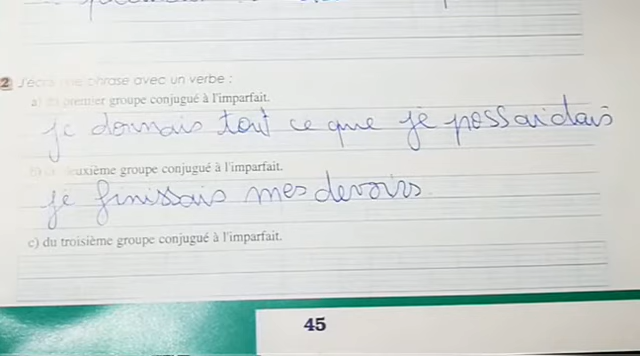 2 J'écris une phrase avec un verbe :
a) du premier groupe conjugué à l'imparfait.
je donnais tout ce que je possaidais
b) du deuxième groupe conjugué à l'imparfait.
je finissais mes devoirs.
c) du troisième groupe conjugué à l'imparfait.
45